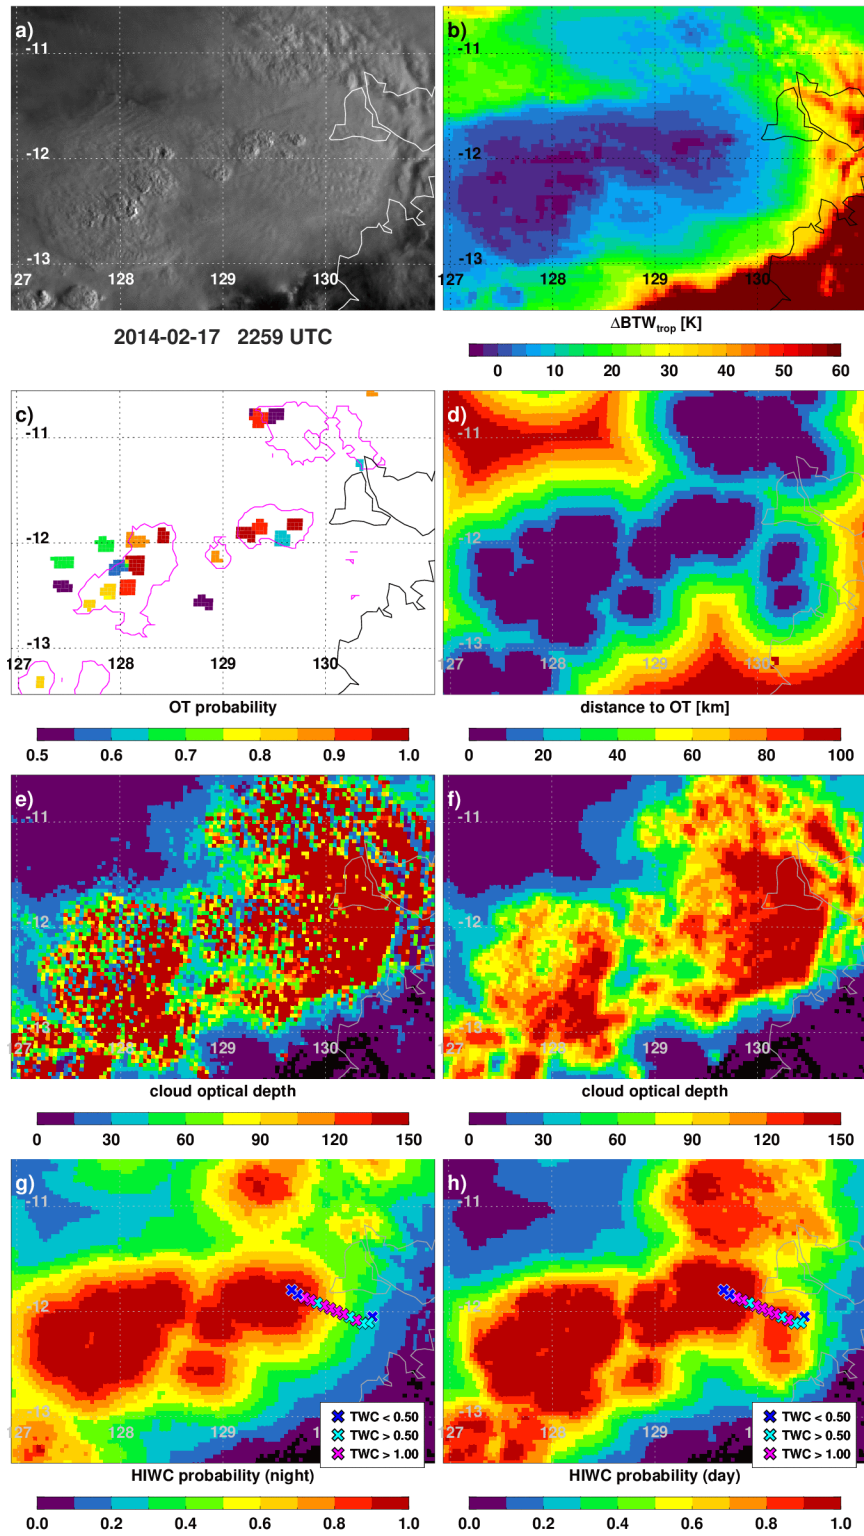 a)
-11
-12
-13
127 128 129 130
b)
-11
-12
-13
127 128 129 130
2014-02-17 2259 UTC
ΔBTWtrop [K]
0 10 20 30 40 50 60
c)
-11
-12
-13
127 128 129 130
OT probability
0.5 0.6 0.7 0.8 0.9 1.0
d)
-11
-12
-13
127 128 129 130
distance to OT [km]
0 20 40 60 80 100
e)
-11
-12
-13
127 128 129 130
cloud optical depth
0 30 60 90 120 150
f)
-11
-12
-13
127 128 129 130
cloud optical depth
0 30 60 90 120 150
g)
-11
-12
-13
127 128 129
TWC < 0.50
TWC > 0.50
TWC > 1.00
HIWC probability (night)
0.0 0.2 0.4 0.6 0.8 1.0
h)
-11
-12
-13
127 128 129
TWC < 0.50
TWC > 0.50
TWC > 1.00
HIWC probability (day)
0.0 0.2 0.4 0.6 0.8 1.0